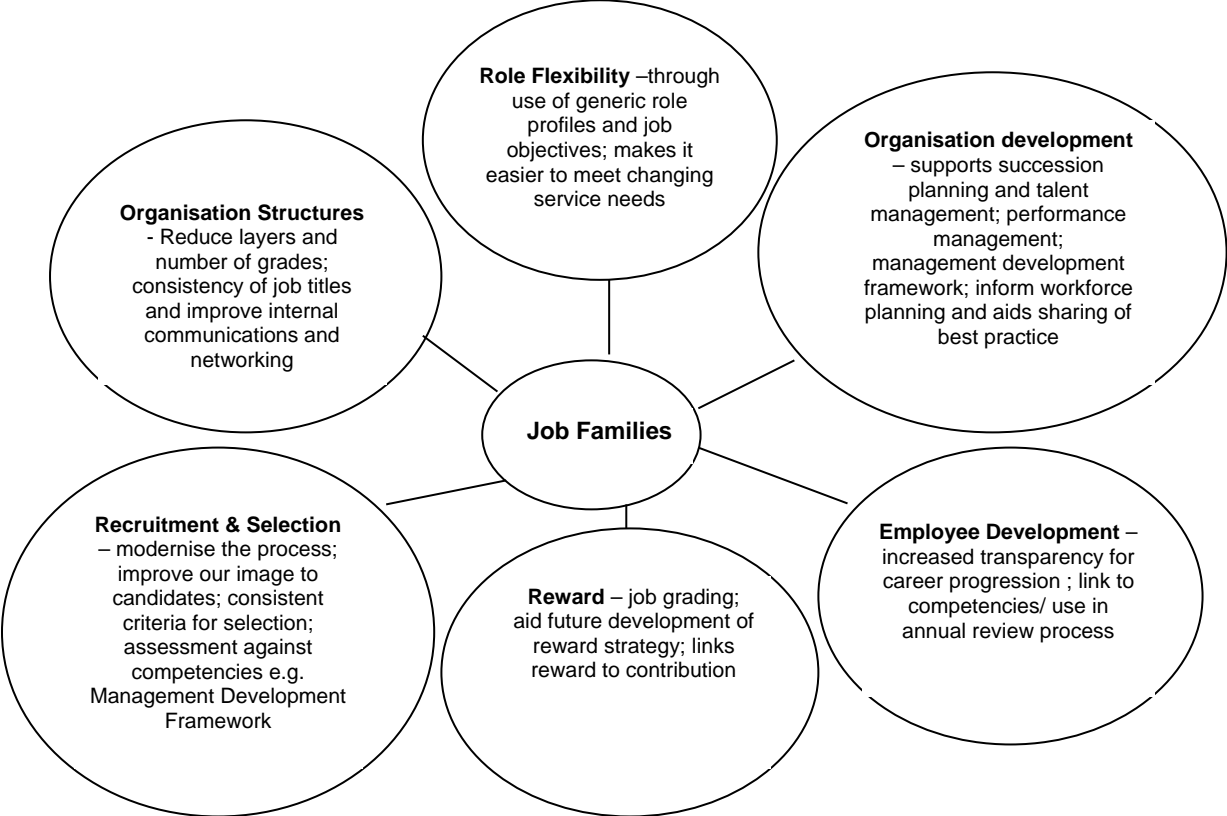 Role Flexibility –through
use of generic role
profiles and job
objectives; makes it
easier to meet changing
service needs
Organisation development
– supports succession
planning and talent
management; performance
management;
management development
framework; inform workforce
planning and aids sharing of
best practice
Organisation Structures
- Reduce layers and
number of grades;
consistency of job titles
and improve internal
communications and
networking
Job Families
Recruitment & Selection
– modernise the process;
improve our image to
candidates; consistent
criteria for selection;
assessment against
competencies e.g.
Management Development
Framework
Reward – job grading;
aid future development of
reward strategy; links
reward to contribution
Employee Development –
increased transparency for
career progression ; link to
competencies/ use in
annual review process